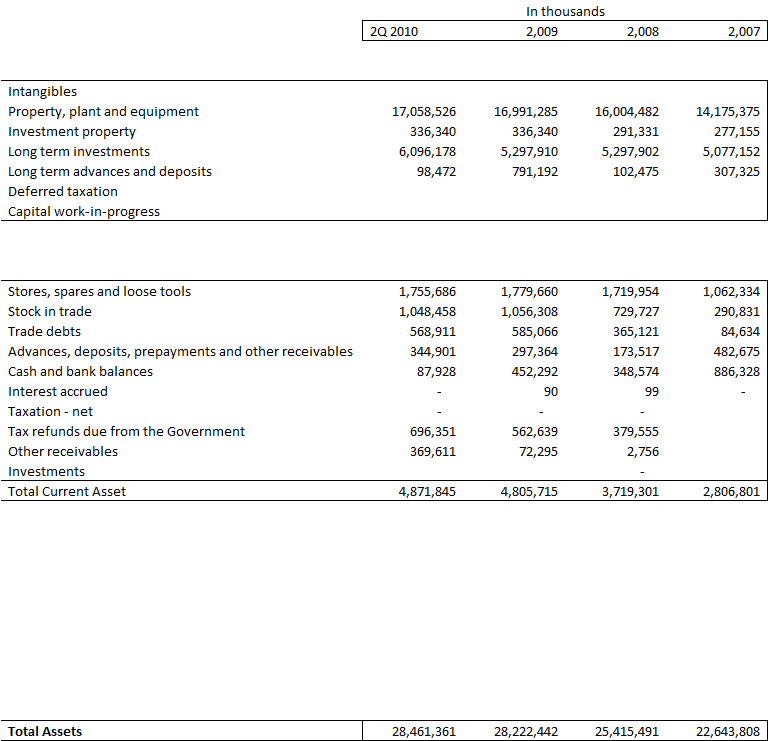 In thousands
2Q 2010 2,009 2,008 2,007
Intangibles
Property, plant and equipment 17,058,526 16,991,285 16,004,482 14,175,375
Investment property 336,340 336,340 291,331 277,155
Long term investments 6,096,178 5,297,910 5,297,902 5,077,152
Long term advances and deposits 98,472 791,192 102,475 307,325
Deferred taxation
Capital work-in-progress
Stores, spares and loose tools 1,755,686 1,779,660 1,719,954 1,062,334
Stock in trade 1,048,458 1,056,308 729,727 290,831
Trade debts 568,911 585,066 365,121 84,634
Advances, deposits, prepayments and other receivables 344,901 297,364 173,517 482,675
Cash and bank balances 87,928 452,292 348,574 886,328
Interest accrued - 90 99 -
Taxation - net - - -
Tax refunds due from the Government 696,351 562,639 379,555
Other receivables 369,611 72,295 2,756
Investments -
Total Current Asset 4,871,845 4,805,715 3,719,301 2,806,801
Total Assets 28,461,361 28,222,442 25,415,491 22,643,808